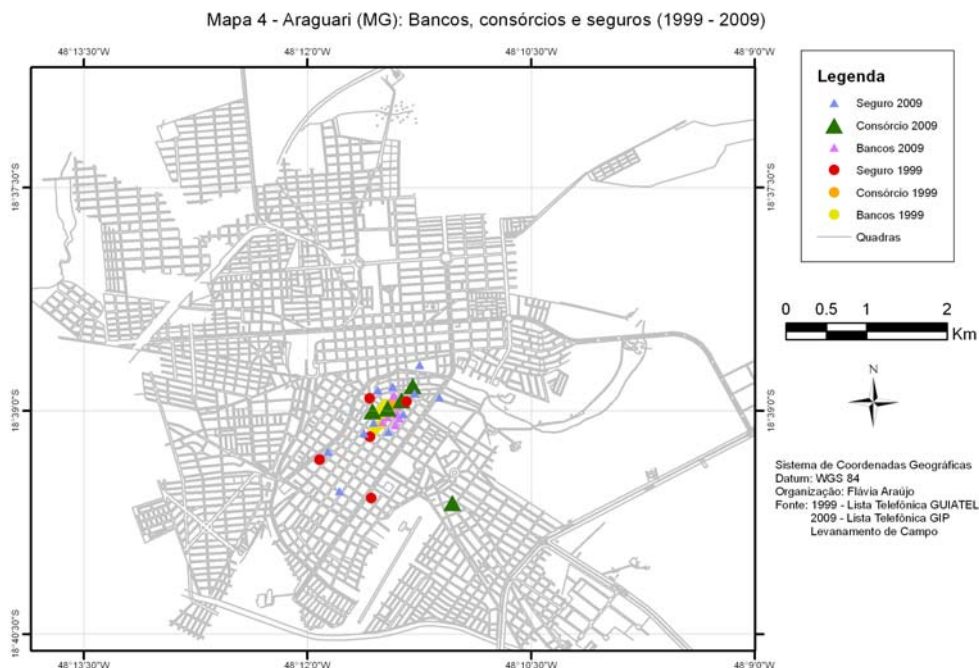 Mapa 4 - Araguari (MG): Bancos, consórcios e seguros (1999 - 2009)
48°13'30"W 48°12'0"W 48°10'30"W 48°9'0"W
Legenda
Seguro 2009
Consórcio 2009
Bancos 2009
Seguro 1999
Consórcio 1999
Bancos 1999
Quadras
18°37'30"S
18°37'30"S
0 0.5 1 2
Km
N
18°39'0"S
18°39'0"S
Sistema de Coordenadas Geográficas
Datum: WGS 84
Organização: Flávia Araújo
Fonte: 1999 - Lista Telefônica GUIATEL
2009 - Lista Telefônica GIP
Levanamento de Campo
18°40'30"S
18°40'30"S
48°13'30"W 48°12'0"W 48°10'30"W 48°9'0"W